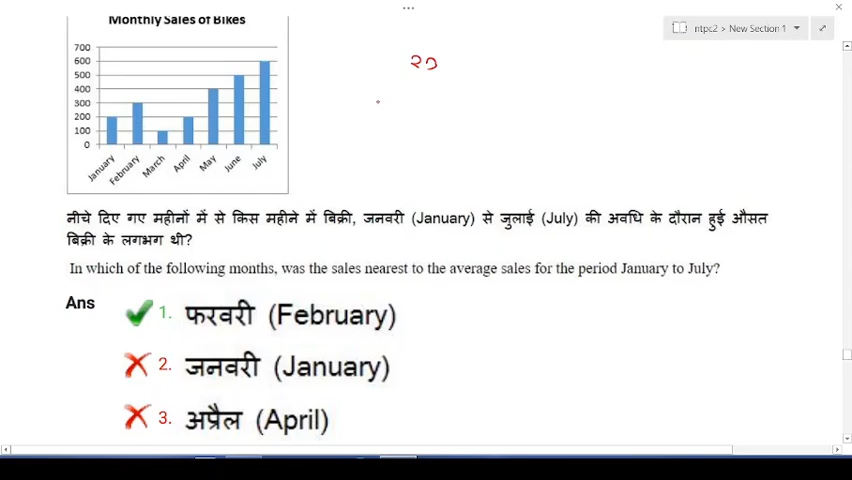 ntpc2 > New Section 1
Monthly Sales of Bikes
700
600
500
400
300
200
100
0
January
February
March
April
May
June
July
२०
नीचे दिए गए महीनों में से किस महीने में बिक्री, जनवरी (January) से जुलाई (July) की अवधि के दौरान हुई औसत
बिक्री के लगभग थी?
In which of the following months, was the sales nearest to the average sales for the period January to July?
Ans
1. फरवरी (February)
2. जनवरी (January)
3. अप्रैल (April)